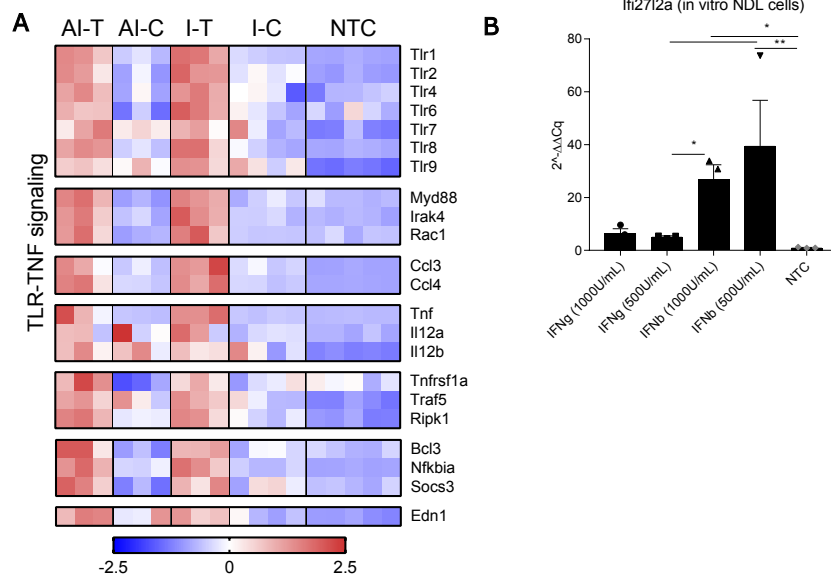 A
AI-T AI-C I-T I-C NTC
TLR-TNF signaling
Tlr1
Tlr2
Tlr4
Tlr6
Tlr7
Tlr8
Tlr9
Myd88
Irak4
Rac1
Ccl3
Ccl4
Tnf
Il12a
Il12b
Tnfrsf1a
Traf5
Ripk1
Bcl3
Nfkbia
Socs3
Edn1
-2.5 0 2.5
B
Ifi27l2a (in vitro NDL cells)
*
**
*
2^-ΔΔCq
80
60
40
20
0
IFNg (1000U/mL)
IFNg (500U/mL)
IFNb (1000U/mL)
IFNb (500U/mL)
NTC